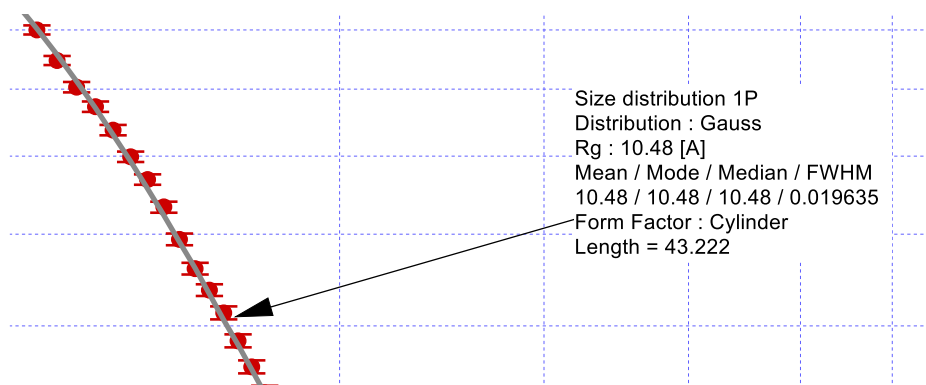 Size distribution 1P
Distribution : Gauss
Rg : 10.48 [A]
Mean / Mode / Median / FWHM
10.48 / 10.48 / 10.48 / 0.019635
Form Factor : Cylinder
Length = 43.222